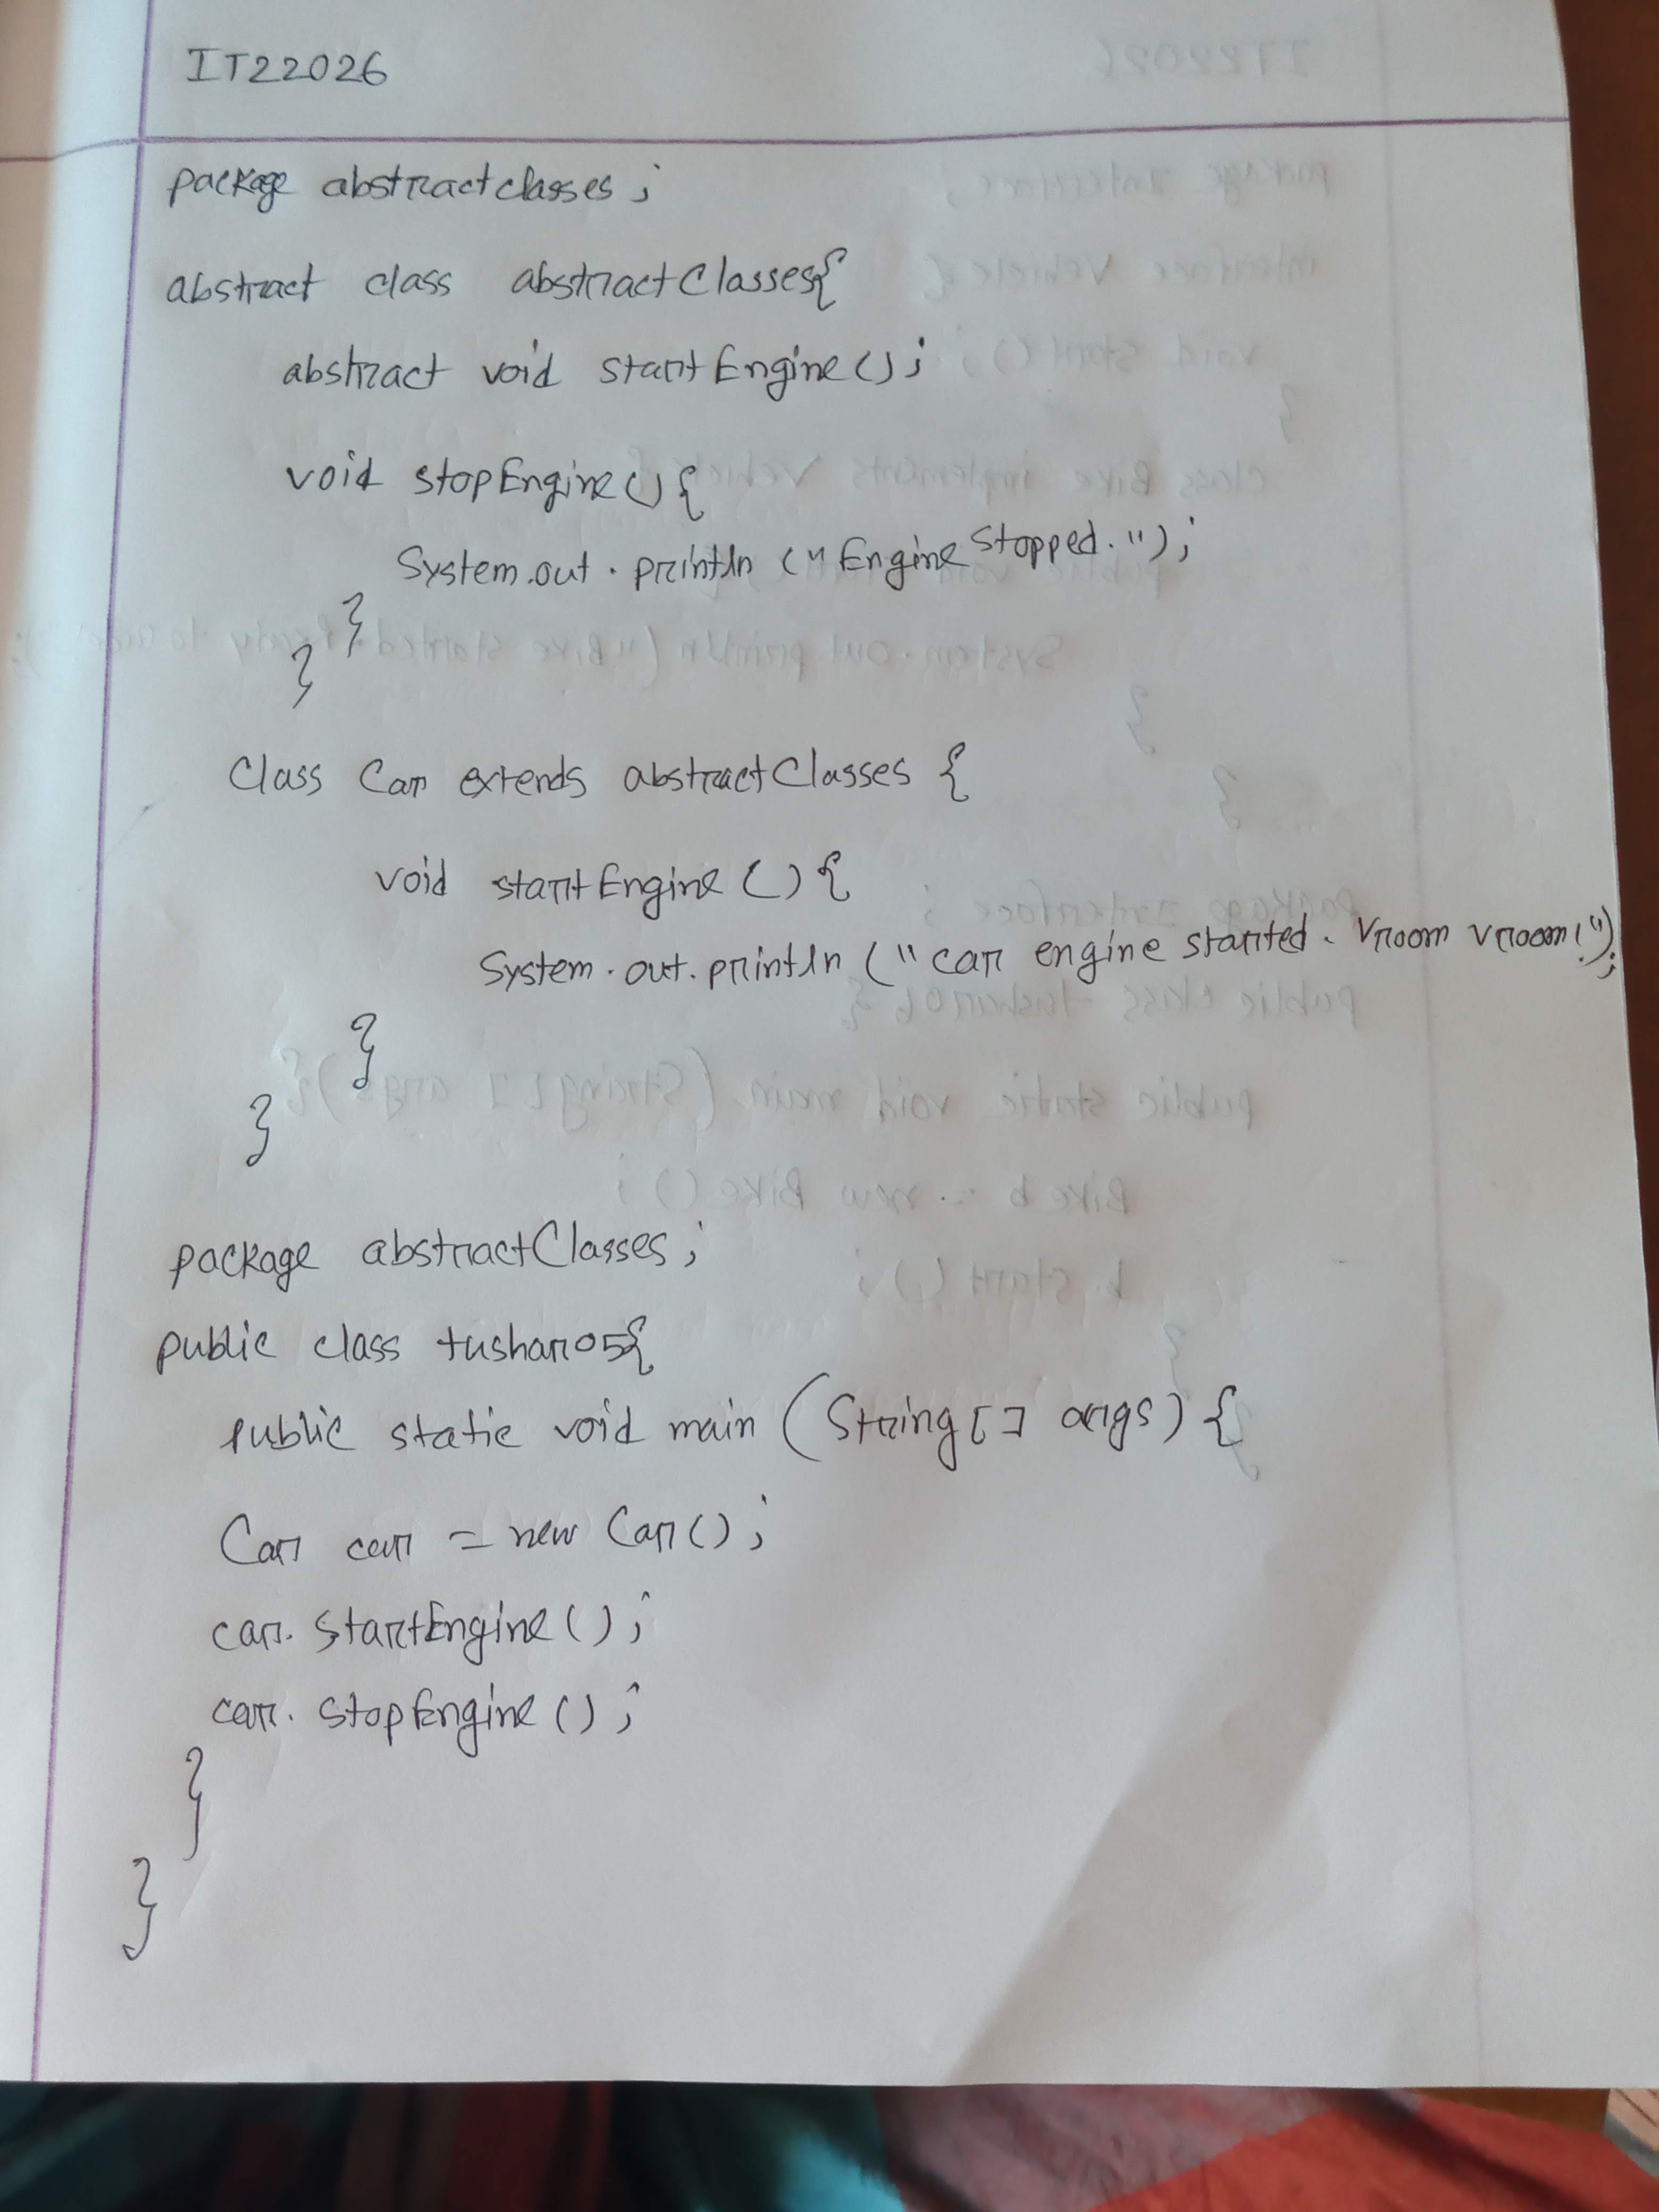 IT22026
package abstractclasses;
abstract class abstractClasses{
abstract void startEngine();
void stopEngine(){
System.out.println("Engine Stopped.");
}
}
Class Car extends abstractClasses {
void startEngine(){
System.out.println("car engine started. Vroom vroom!");
}
}
package abstractClasses;
public class tushar05{
public static void main (String[] args) {
Car car = new Car();
car.startEngine();
car.stopEngine();
}
}